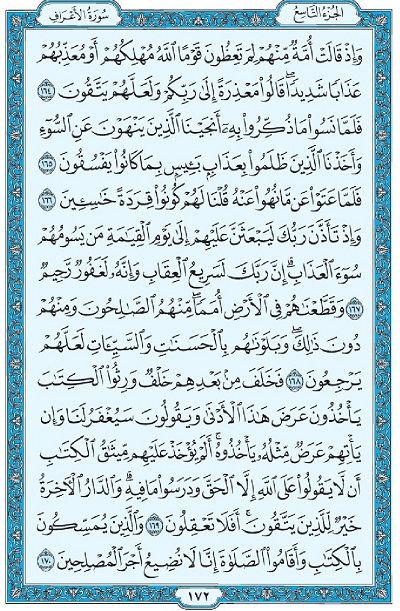 الجزء التاسع
سورة الأعراف
وَإِذْ قَالَتْ أُمَّةٌ مِّنْهُمْ لِمَ تَعِظُونَ قَوْمًا ٱللَّهُ مُهْلِكُهُمْ أَوْ مُعَذِّبُهُمْ
عَذَابًا شَدِيدًا ۖ قَالُوا۟ مَعْذِرَةً إِلَىٰ رَبِّكُمْ وَلَعَلَّهُمْ يَتَّقُونَ ١٦٤
فَلَمَّا نَسُوا۟ مَا ذُكِّرُوا۟ بِهِۦٓ أَنجَيْنَا ٱلَّذِينَ يَنْهَوْنَ عَنِ ٱلسُّوٓءِ
وَأَخَذْنَا ٱلَّذِينَ ظَلَمُوا۟ بِعَذَابٍۭ بَـِٔيسٍۭ بِمَا كَانُوا۟ يَفْسُقُونَ ١٦٥
فَلَمَّا عَتَوْا۟ عَن مَّا نُهُوا۟ عَنْهُ قُلْنَا لَهُمْ كُونُوا۟ قِرَدَةً خَـٰسِـِٔينَ ١٦٦
وَإِذْ تَأَذَّنَ رَبُّكَ لَيَبْعَثَنَّ عَلَيْهِمْ إِلَىٰ يَوْمِ ٱلْقِيَـٰمَةِ مَن يَسُومُهُمْ
سُوٓءَ ٱلْعَذَابِ ۗ إِنَّ رَبَّكَ لَسَرِيعُ ٱلْعِقَابِ ۖ وَإِنَّهُۥ لَغَفُورٌ رَّحِيمٌ
١٦٧ وَقَطَّعْنَـٰهُمْ فِى ٱلْأَرْضِ أُمَمًا ۖ مِّنْهُمُ ٱلصَّـٰلِحُونَ وَمِنْهُمْ
دُونَ ذَٰلِكَ ۖ وَبَلَوْنَـٰهُم بِٱلْحَسَنَـٰتِ وَٱلسَّيِّـَٔاتِ لَعَلَّهُمْ
يَرْجِعُونَ ١٦٨ فَخَلَفَ مِنۢ بَعْدِهِمْ خَلْفٌ وَرِثُوا۟ ٱلْكِتَـٰبَ
يَأْخُذُونَ عَرَضَ هَـٰذَا ٱلْأَدْنَىٰ وَيَقُولُونَ سَيُغْفَرُ لَنَا وَإِن
يَأْتِهِمْ عَرَضٌ مِّثْلُهُۥ يَأْخُذُوهُ ۚ أَلَمْ يُؤْخَذْ عَلَيْهِم مِّيثَـٰقُ ٱلْكِتَـٰبِ
أَن لَّا يَقُولُوا۟ عَلَى ٱللَّهِ إِلَّا ٱلْحَقَّ وَدَرَسُوا۟ مَا فِيهِ ۗ وَٱلدَّارُ ٱلْـَٔاخِرَةُ
خَيْرٌ لِّلَّذِينَ يَتَّقُونَ ۗ أَفَلَا تَعْقِلُونَ ١٦٩ وَٱلَّذِينَ يُمَسِّكُونَ
بِٱلْكِتَـٰبِ وَأَقَامُوا۟ ٱلصَّلَوٰةَ إِنَّا لَا نُضِيعُ أَجْرَ ٱلْمُصْلِحِينَ ١٧٠
١٧٢